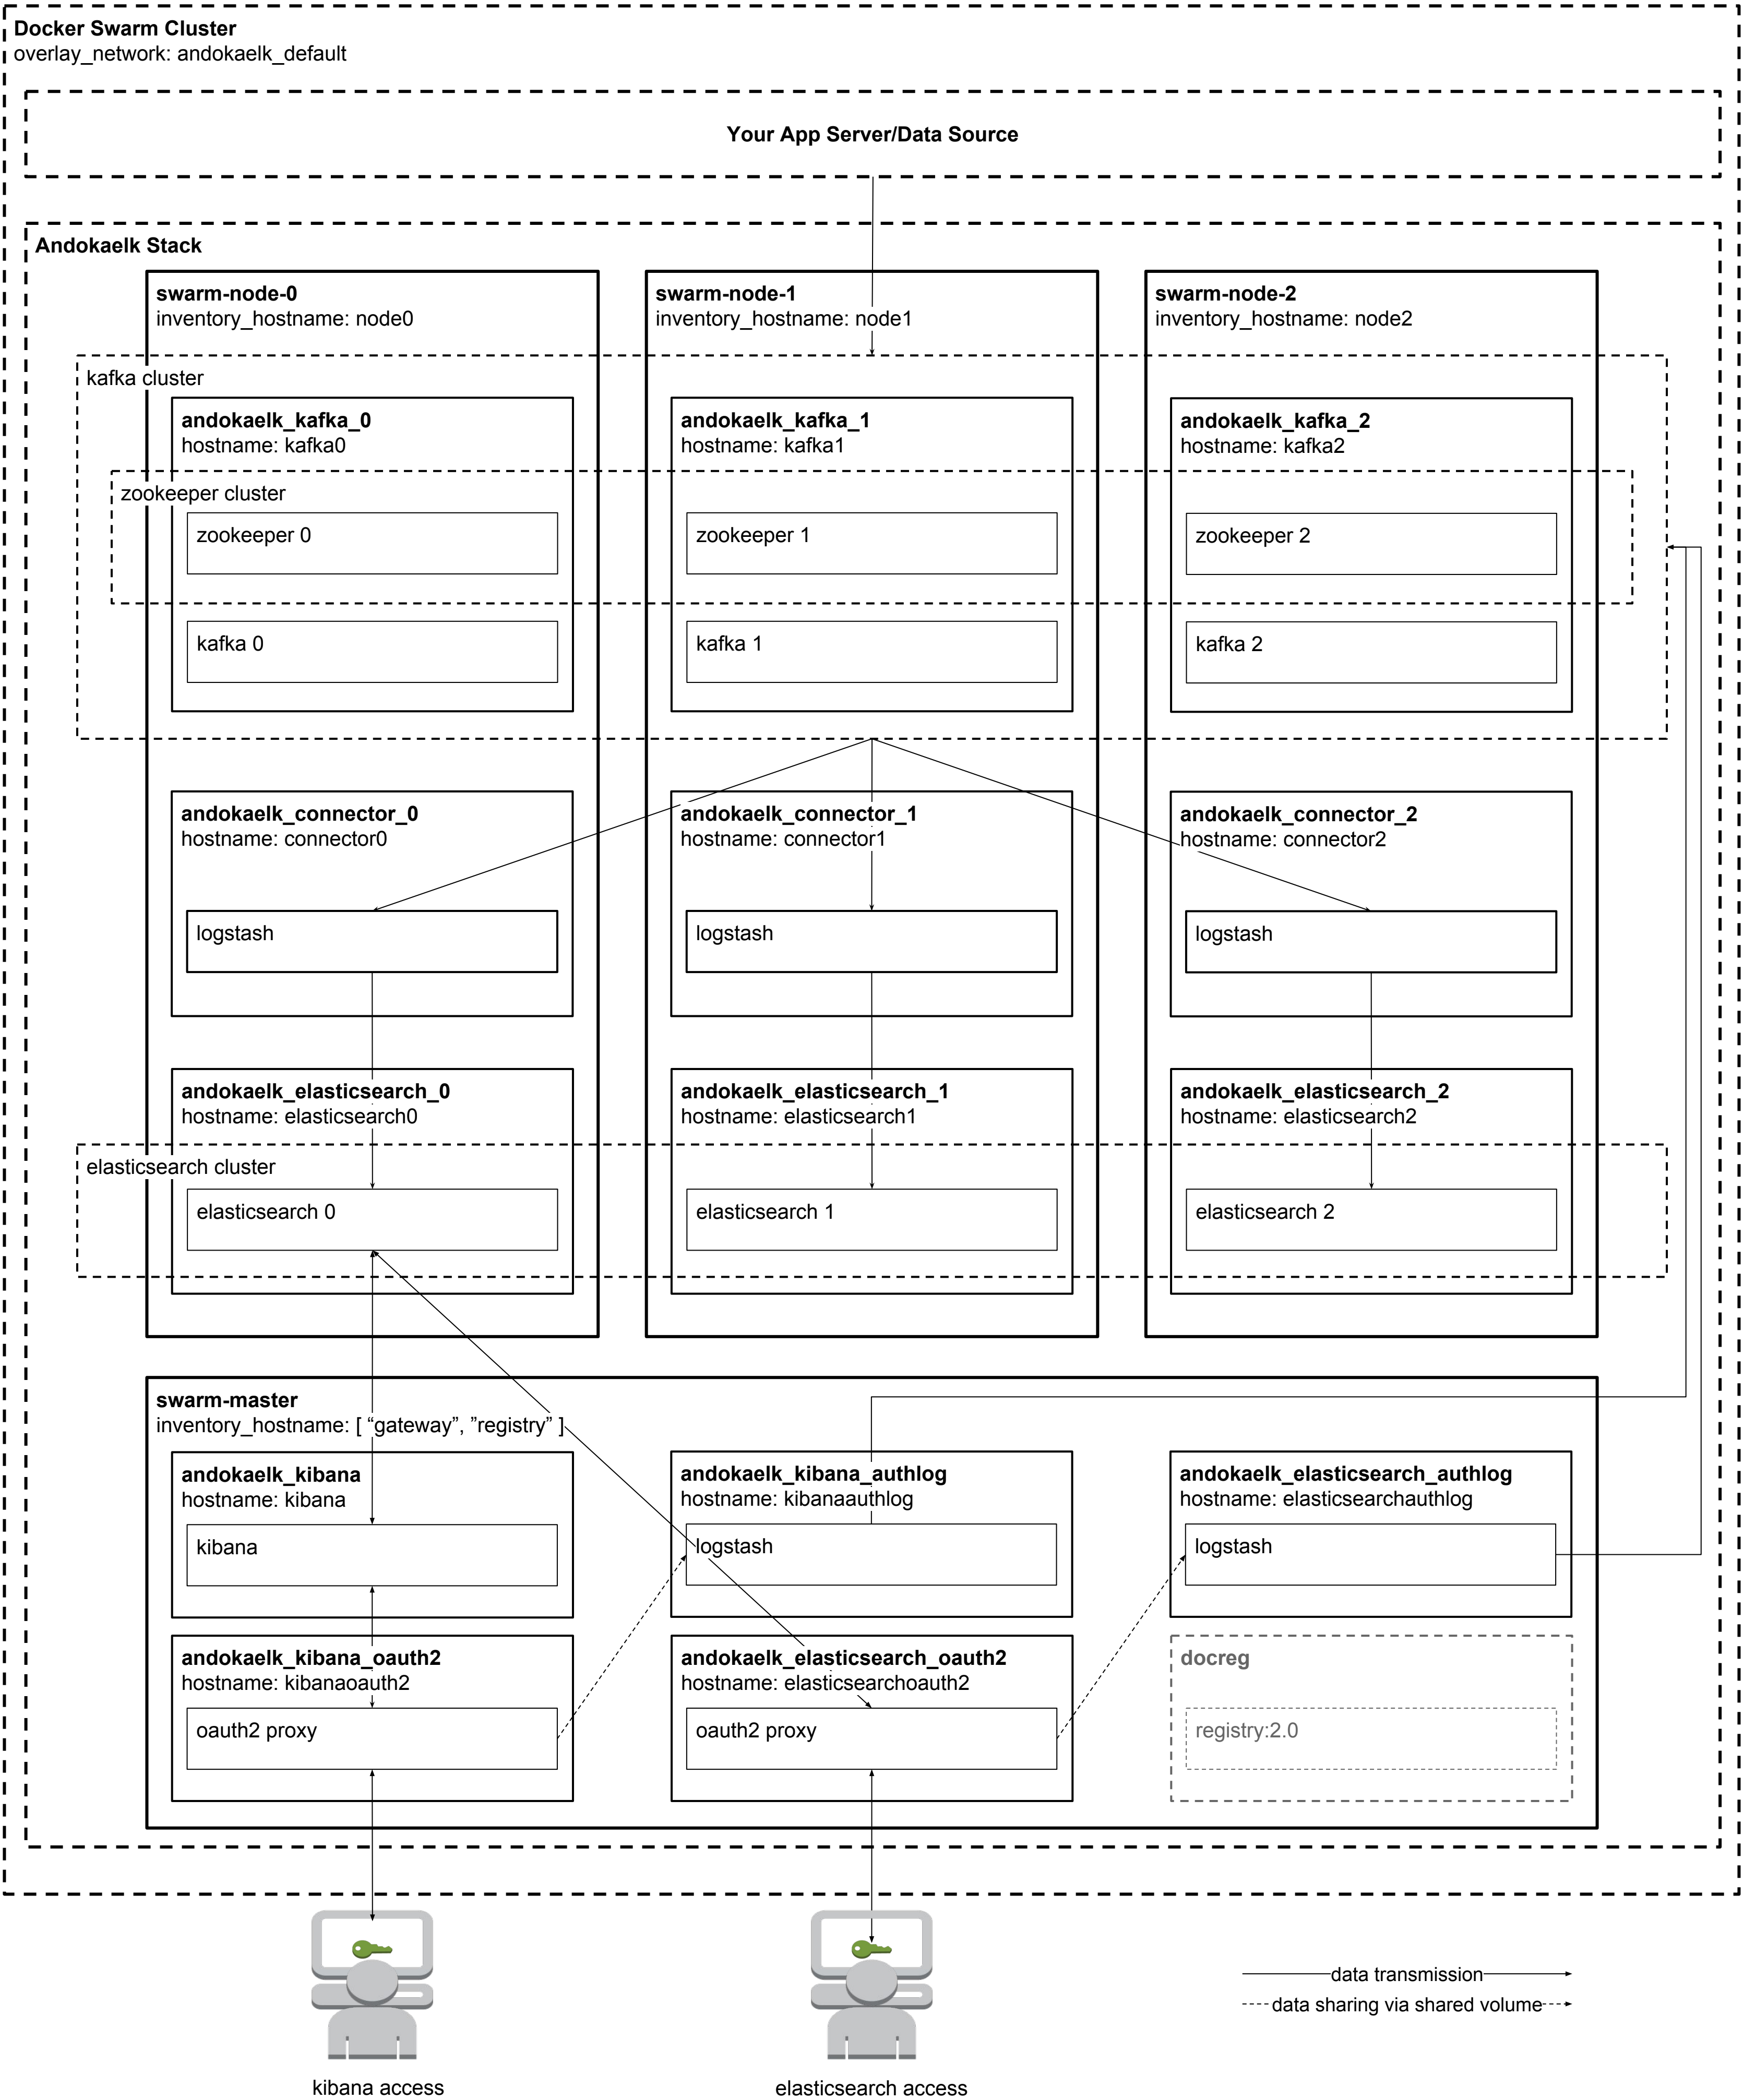 Docker Swarm Cluster
overlay_network: andokaelk_default
Your App Server/Data Source
Andokaelk Stack
swarm-node-0
inventory_hostname: node0
swarm-node-1
inventory_hostname: node1
swarm-node-2
inventory_hostname: node2
kafka cluster
andokaelk_kafka_0
hostname: kafka0
andokaelk_kafka_1
hostname: kafka1
andokaelk_kafka_2
hostname: kafka2
zookeeper cluster
zookeeper 0
zookeeper 1
zookeeper 2
kafka 0
kafka 1
kafka 2
andokaelk_connector_0
hostname: connector0
andokaelk_connector_1
hostname: connector1
andokaelk_connector_2
hostname: connector2
logstash
logstash
logstash
andokaelk_elasticsearch_0
hostname: elasticsearch0
andokaelk_elasticsearch_1
hostname: elasticsearch1
andokaelk_elasticsearch_2
hostname: elasticsearch2
elasticsearch cluster
elasticsearch 0
elasticsearch 1
elasticsearch 2
swarm-master
inventory_hostname: [ “gateway”, ”registry” ]
andokaelk_kibana
hostname: kibana
andokaelk_kibana_authlog
hostname: kibanaauthlog
andokaelk_elasticsearch_authlog
hostname: elasticsearchauthlog
kibana
logstash
logstash
andokaelk_kibana_oauth2
hostname: kibanaoauth2
andokaelk_elasticsearch_oauth2
hostname: elasticsearchoauth2
docreg
oauth2 proxy
oauth2 proxy
registry:2.0
data transmission
data sharing via shared volume
kibana access
elasticsearch access